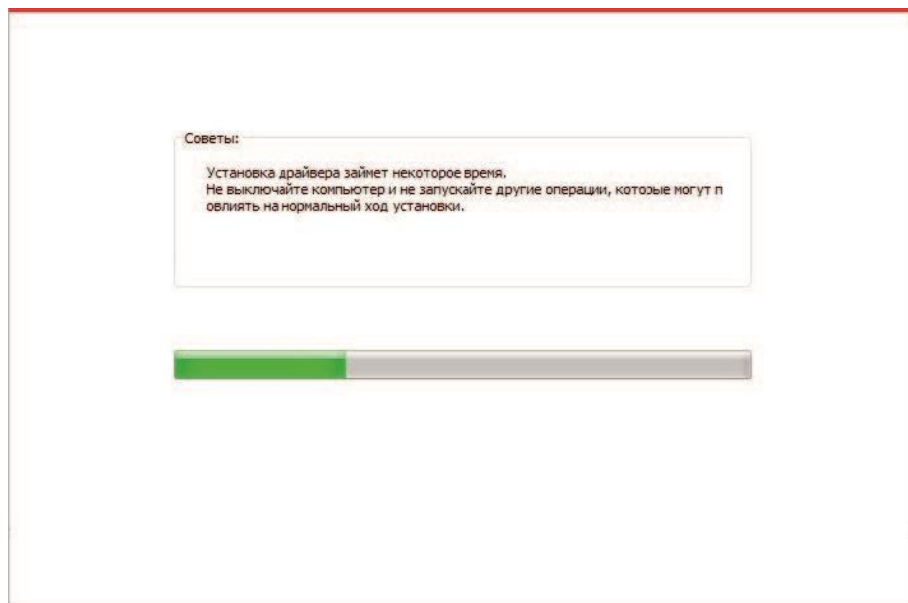 Советы:
Установка драйвера займет некоторое время.
Не выключайте компьютер и не запускайте другие операции, которые могут п
овлиять на нормальный ход установки.